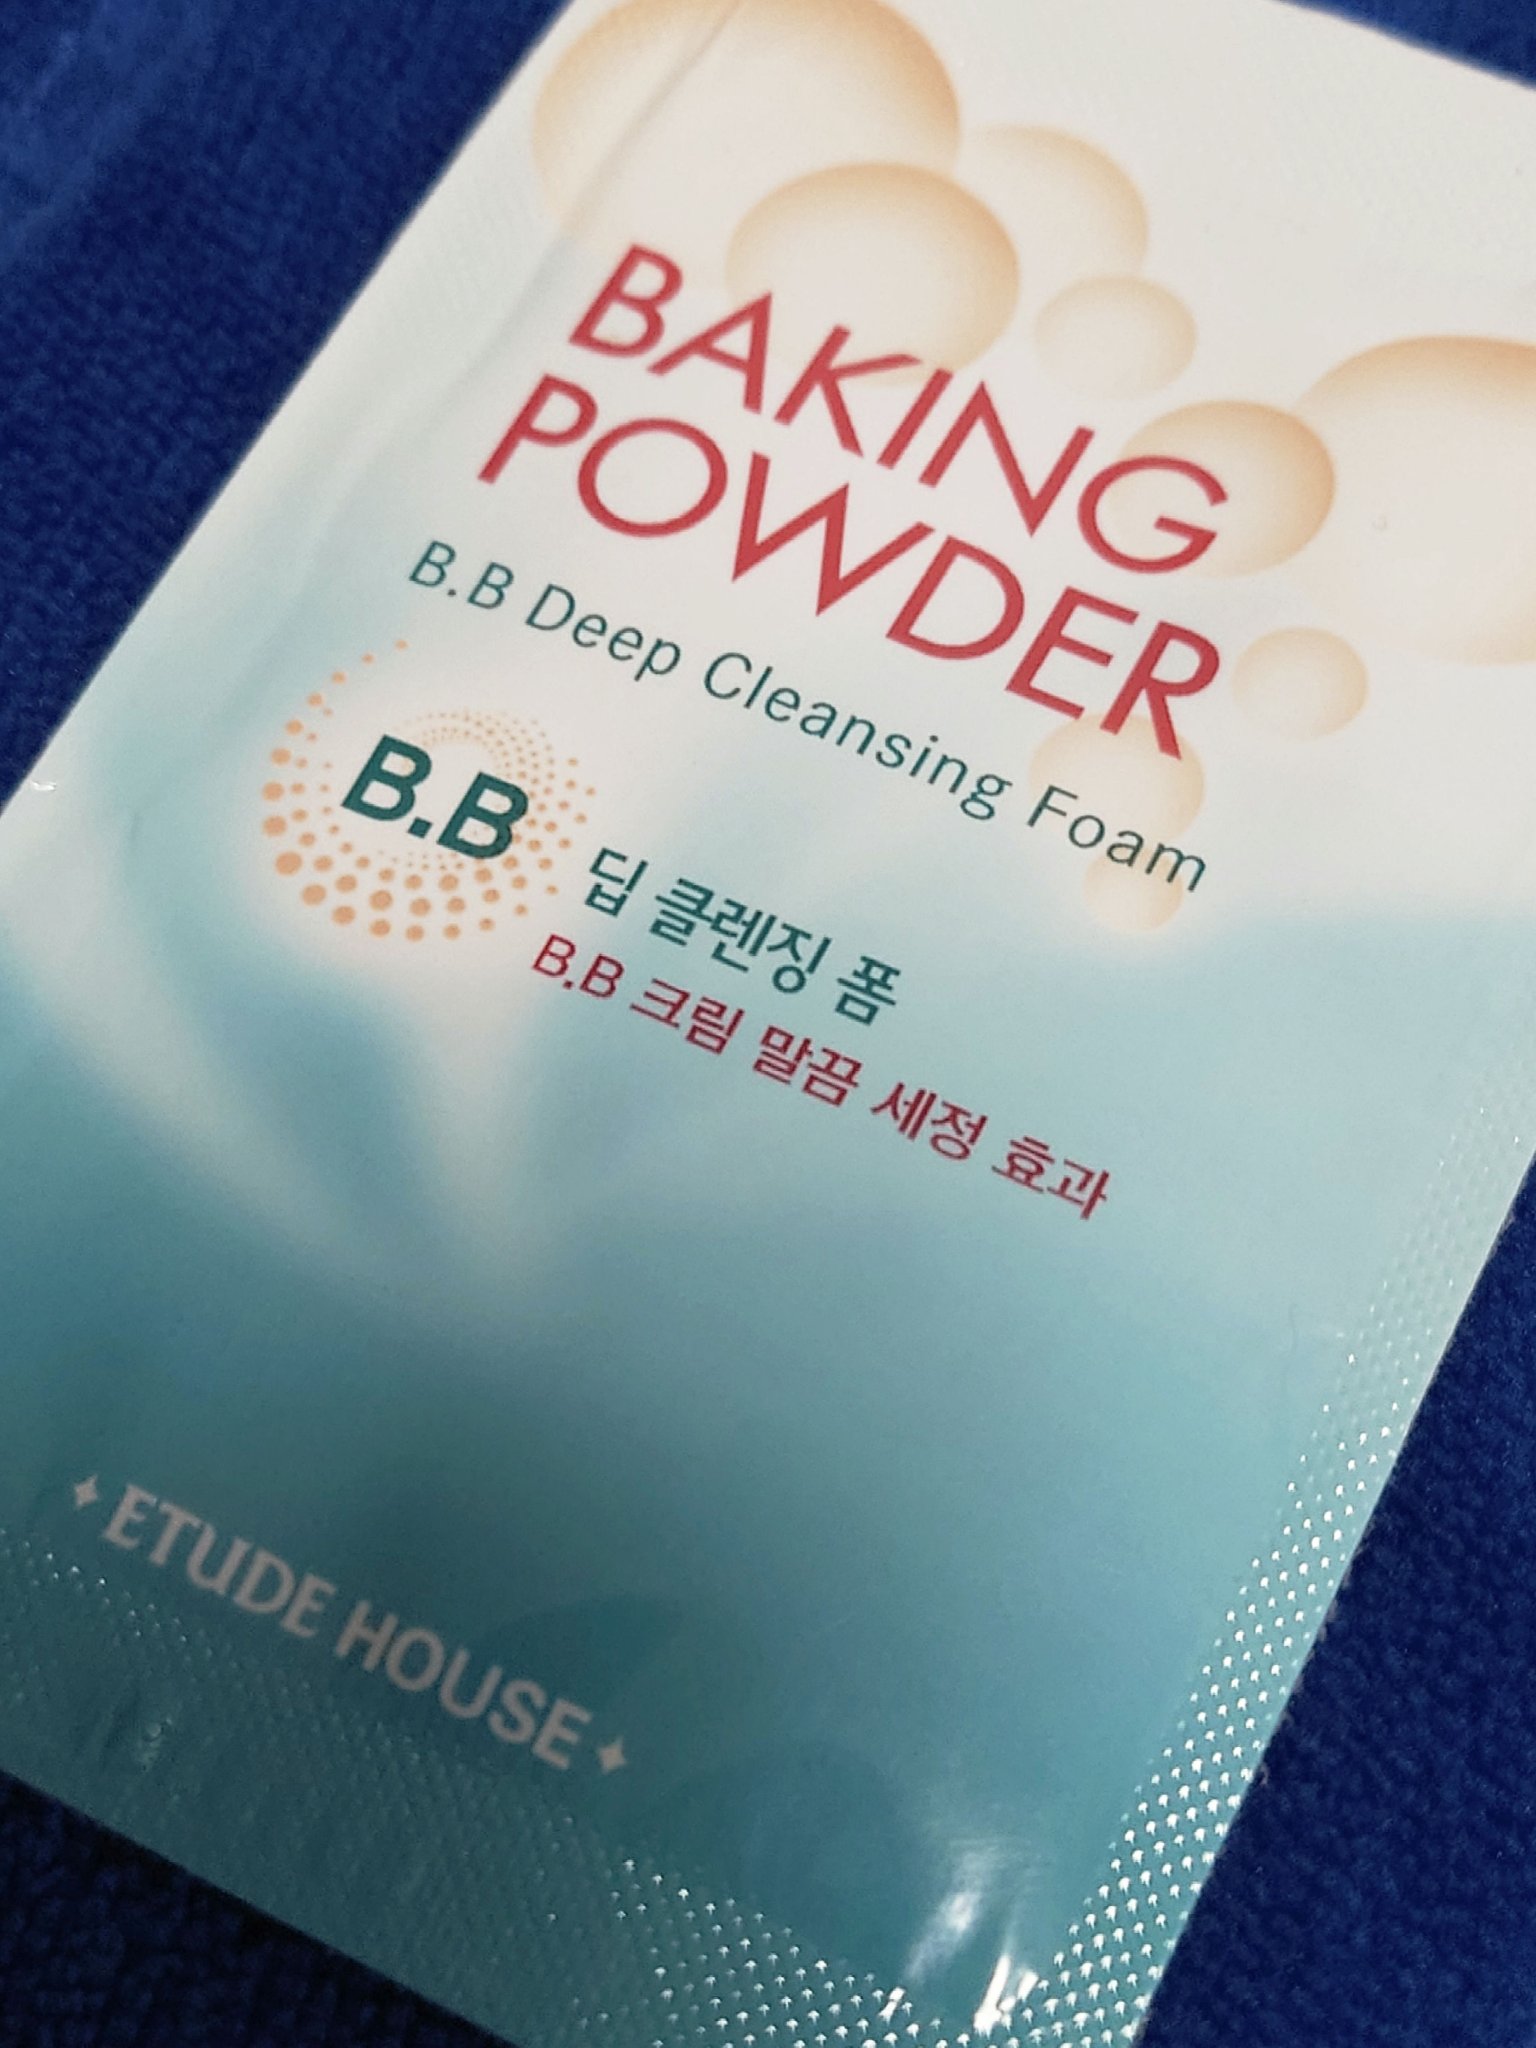 BAKING
POWDER
B.B Deep Cleansing Foam
B.B 딥 클렌징 폼
B.B 크림 말끔 세정 효과
ETUDE HOUSE